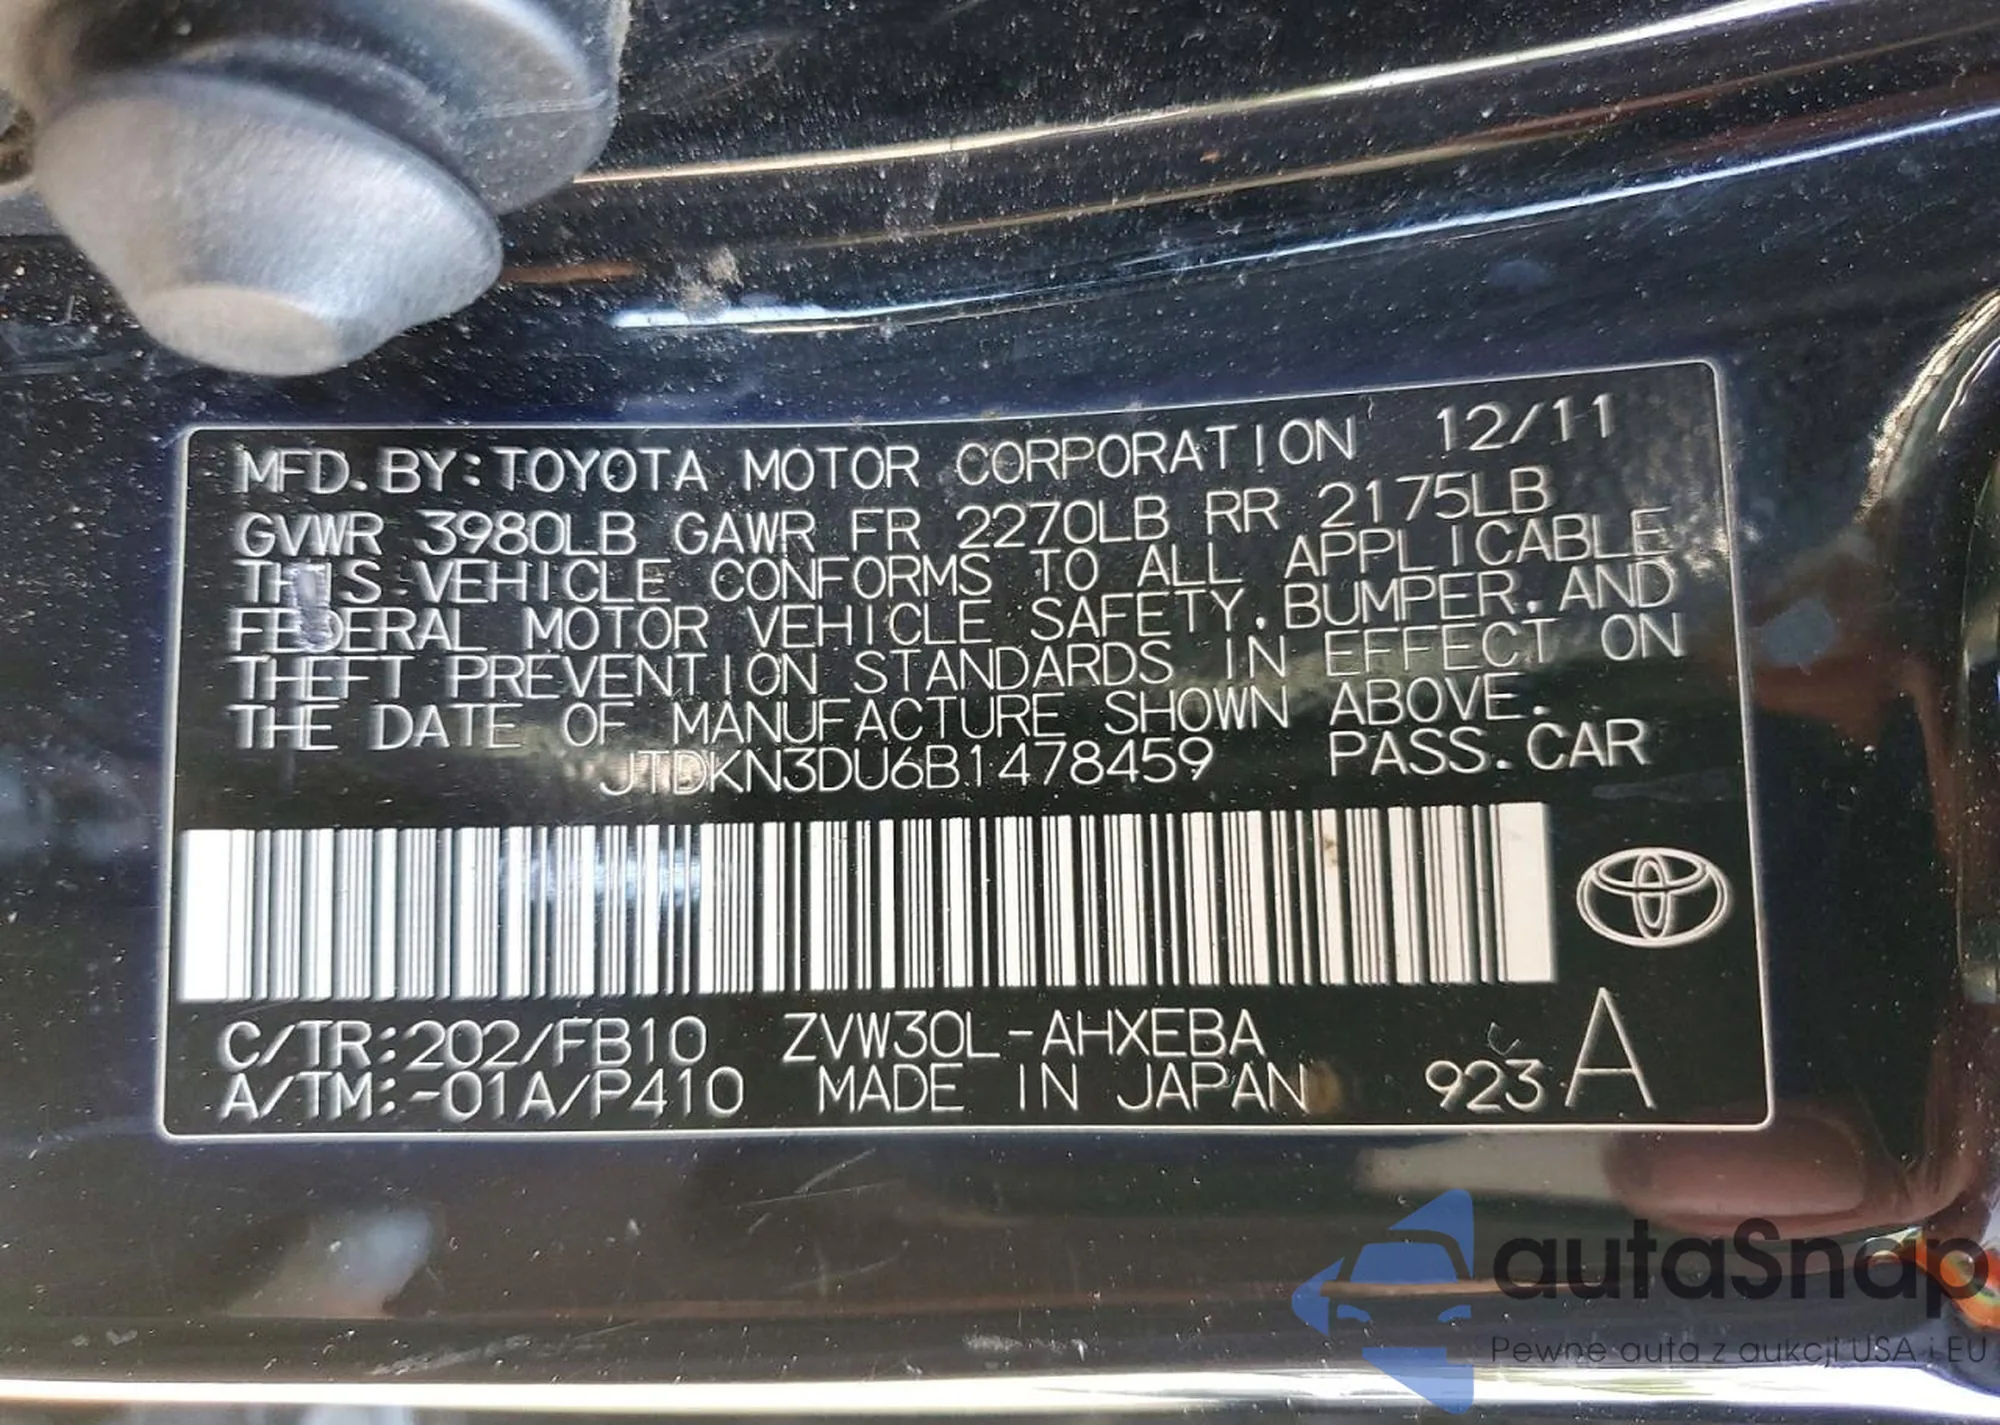 MFD. BY: TOYOTA MOTOR CORPORATION 12/11
GVWR 3980LB GAWR FR 2270LB RR 2175LB
THIS VEHICLE CONFORMS TO ALL APPLICABLE
FEDERAL MOTOR VEHICLE SAFETY, BUMPER, AND
THEFT PREVENTION STANDARDS IN EFFECT ON
THE DATE OF MANUFACTURE SHOWN ABOVE.
JTDKN3DU6B1478459 PASS. CAR
C/TR:202/FB10 ZVW30L-AHXEBA
A/TM:-01A/P410 MADE IN JAPAN 923 A
autaSnap
Pewne auta z aukcji USA i EU